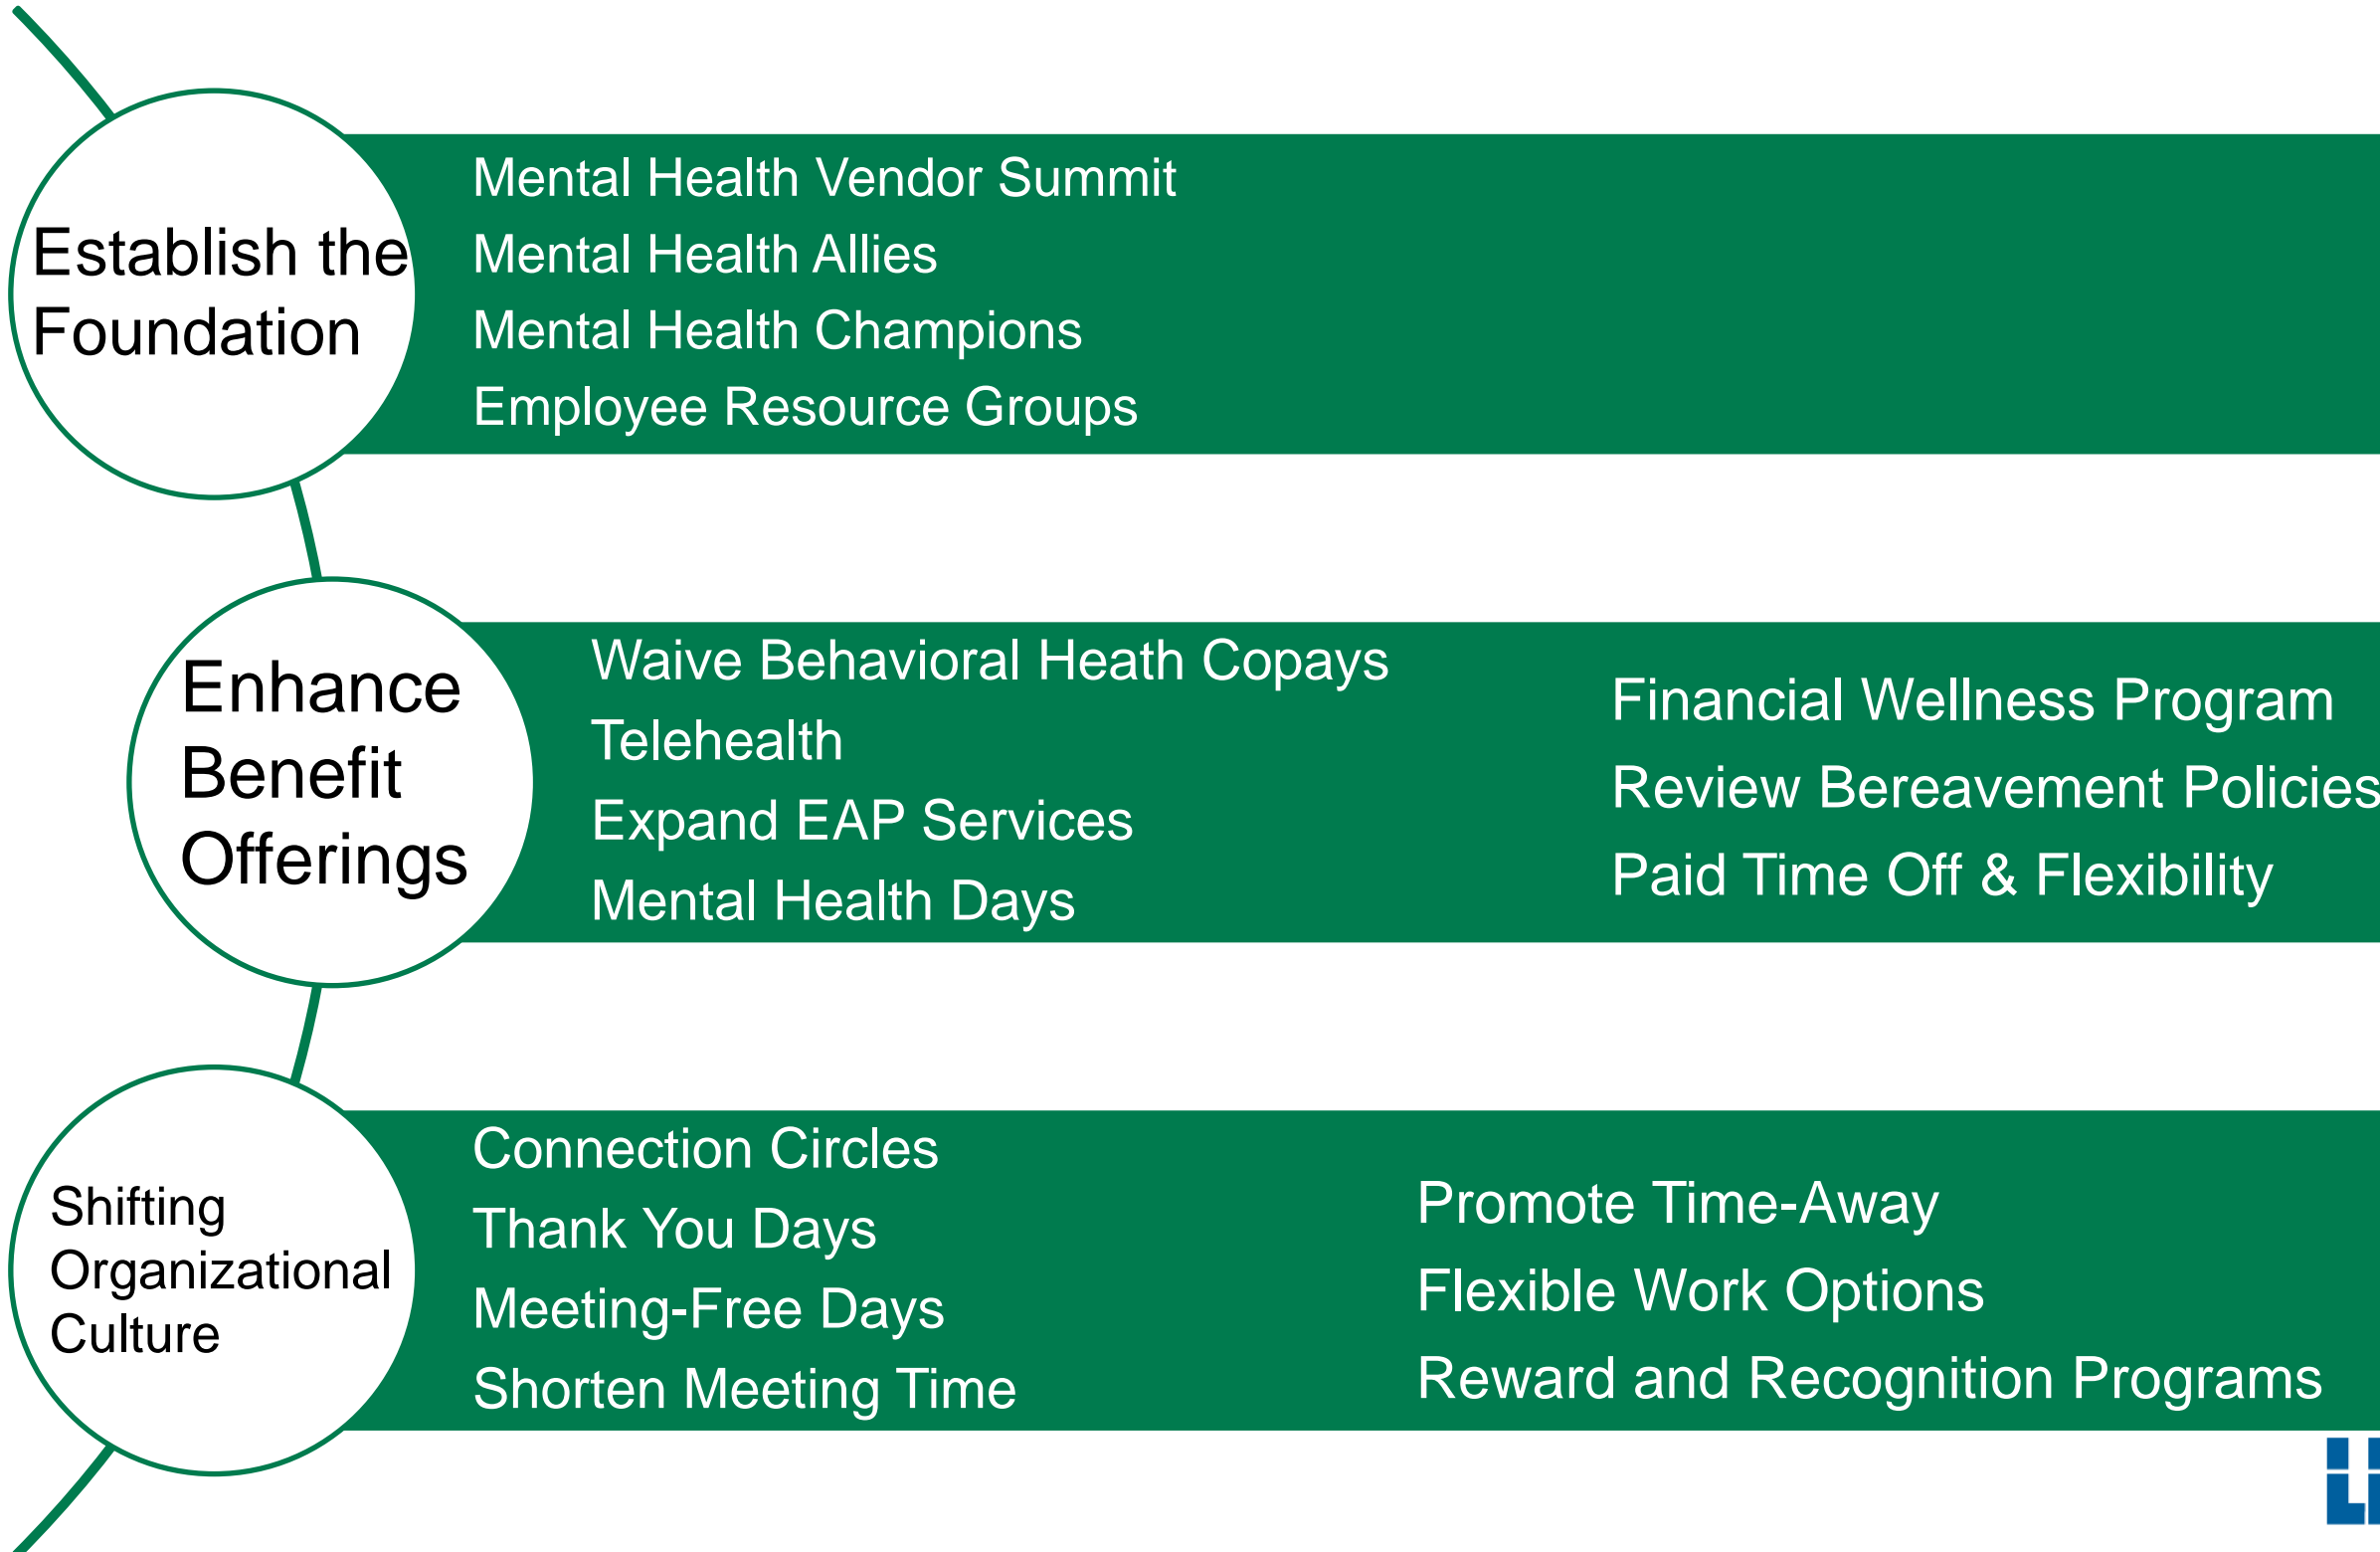 Establish the
Foundation
Mental Health Vendor Summit
Mental Health Allies
Mental Health Champions
Employee Resource Groups
Enhance
Benefit
Offerings
Waive Behavioral Heath Copays
Telehealth
Expand EAP Services
Mental Health Days
Financial Wellness Program
Review Bereavement Policies
Paid Time Off & Flexibility
Shifting
Organizational
Culture
Connection Circles
Thank You Days
Meeting-Free Days
Shorten Meeting Time
Promote Time-Away
Flexible Work Options
Reward and Recognition Programs